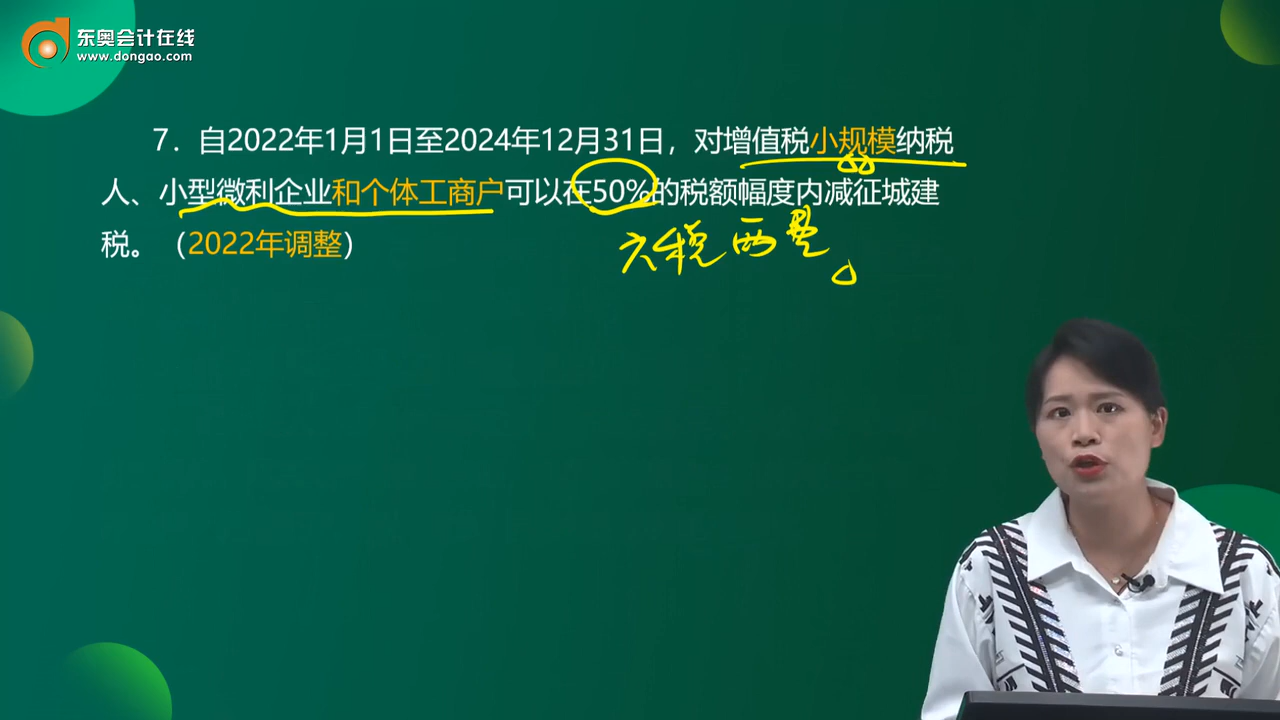 东奥会计在线
www.dongao.com
7. 自2022年1月1日至2024年12月31日，对增值税小规模纳税
人、小型微利企业和个体工商户可以在50%的税额幅度内减征城建
税。（2022年调整）
六税两费